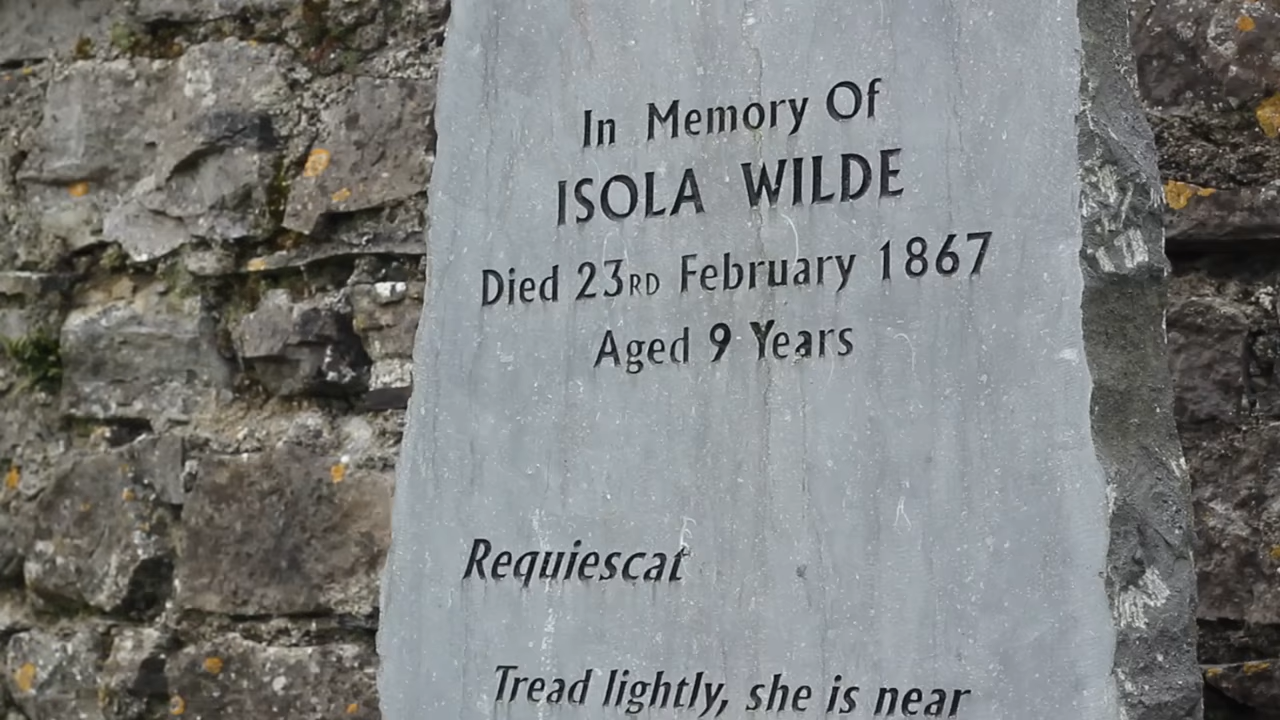 In Memory Of
ISOLA WILDE
Died 23RD February 1867
Aged 9 Years
Requiescat
Tread lightly, she is near